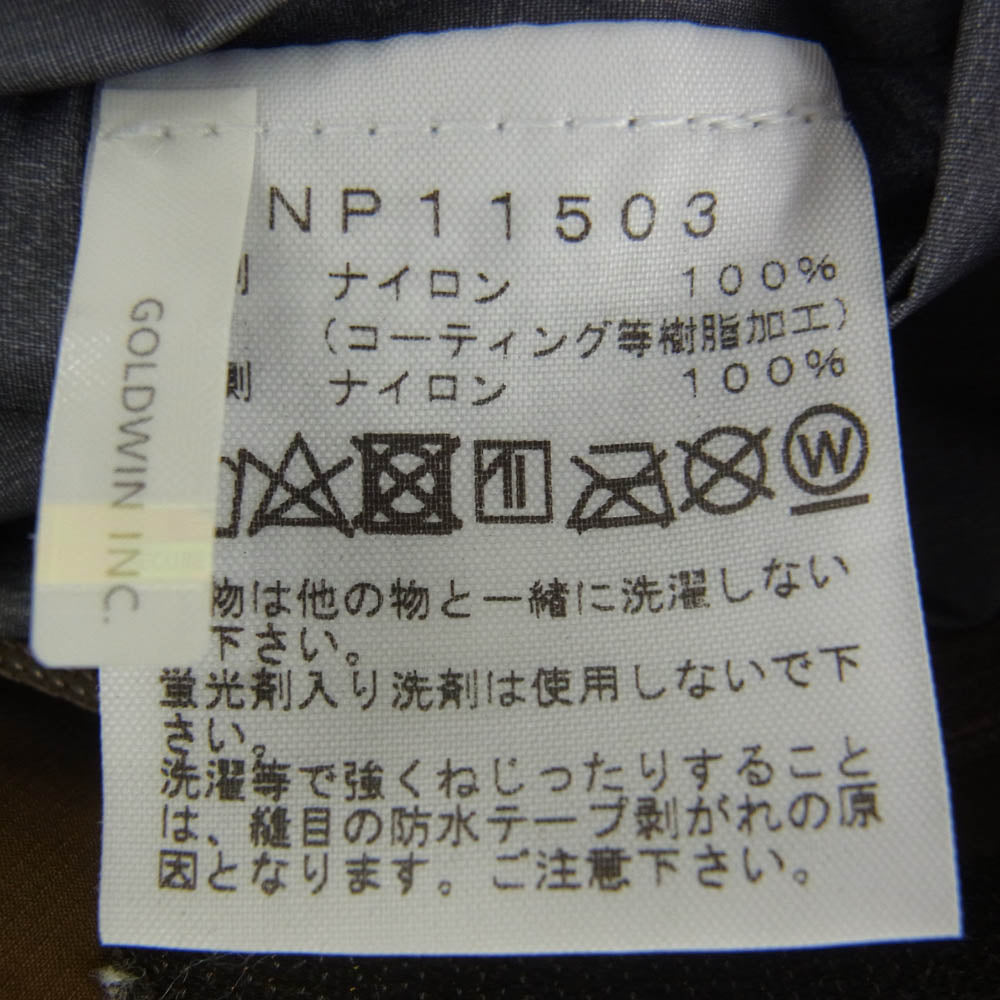 NP11503
側 ナイロン 100%
(コーティング等樹脂加工)
側 ナイロン 100%
W
物は他の物と一緒に洗濯しない
下さい。
蛍光剤入り洗剤は使用しないで下
さい。
洗濯等で強くねじったりすること
は、縫目の防水テープ剥がれの原
因となります。ご注意下さい。
GOLDWIN INC.